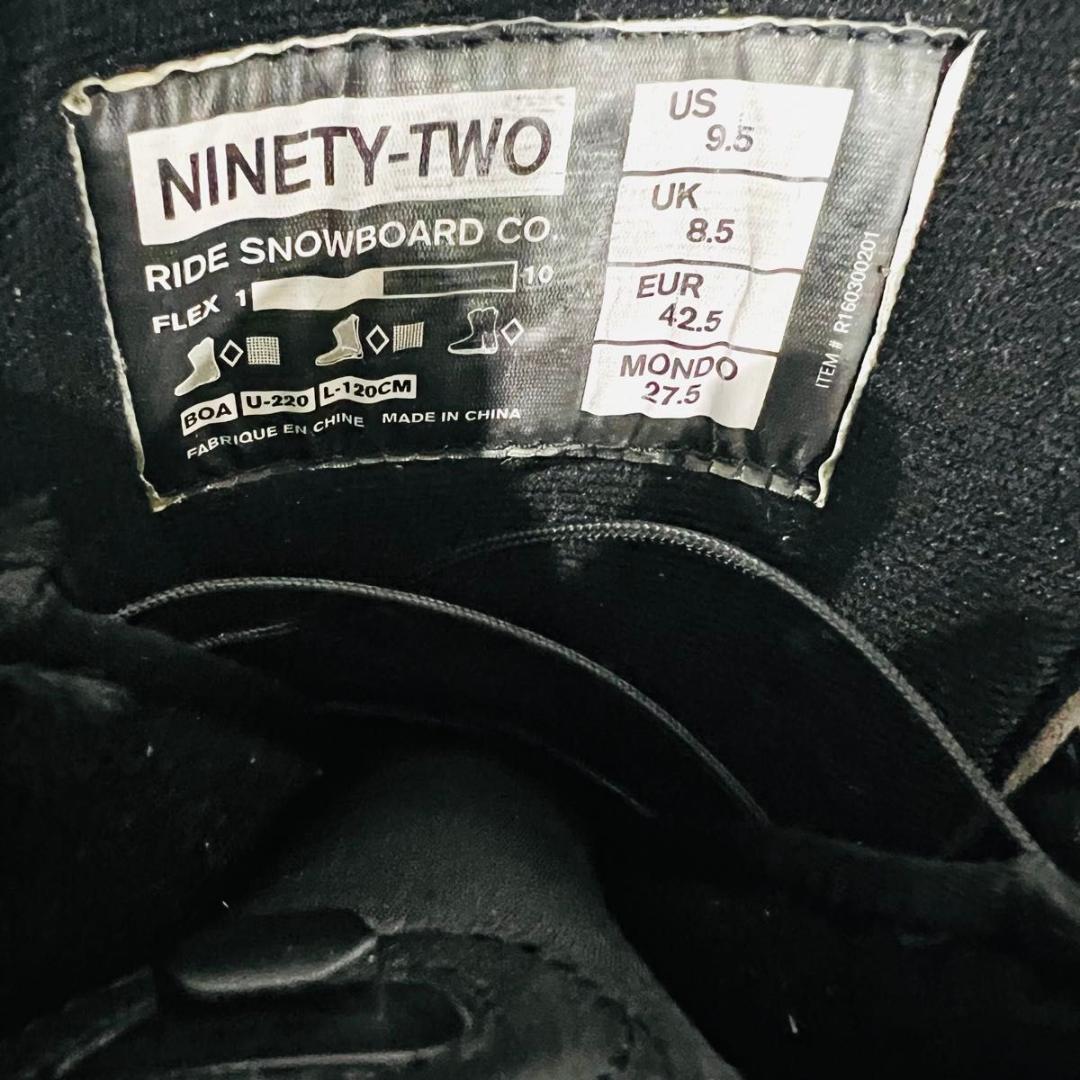 NINETY-TWO
RIDE SNOWBOARD CO.
FLEX 1 10
BOA U-220 L-120CM
FABRIQUE EN CHINE MADE IN CHINA
US
9.5
UK
8.5
EUR
42.5
MONDO
27.5
ITEM # R160300201